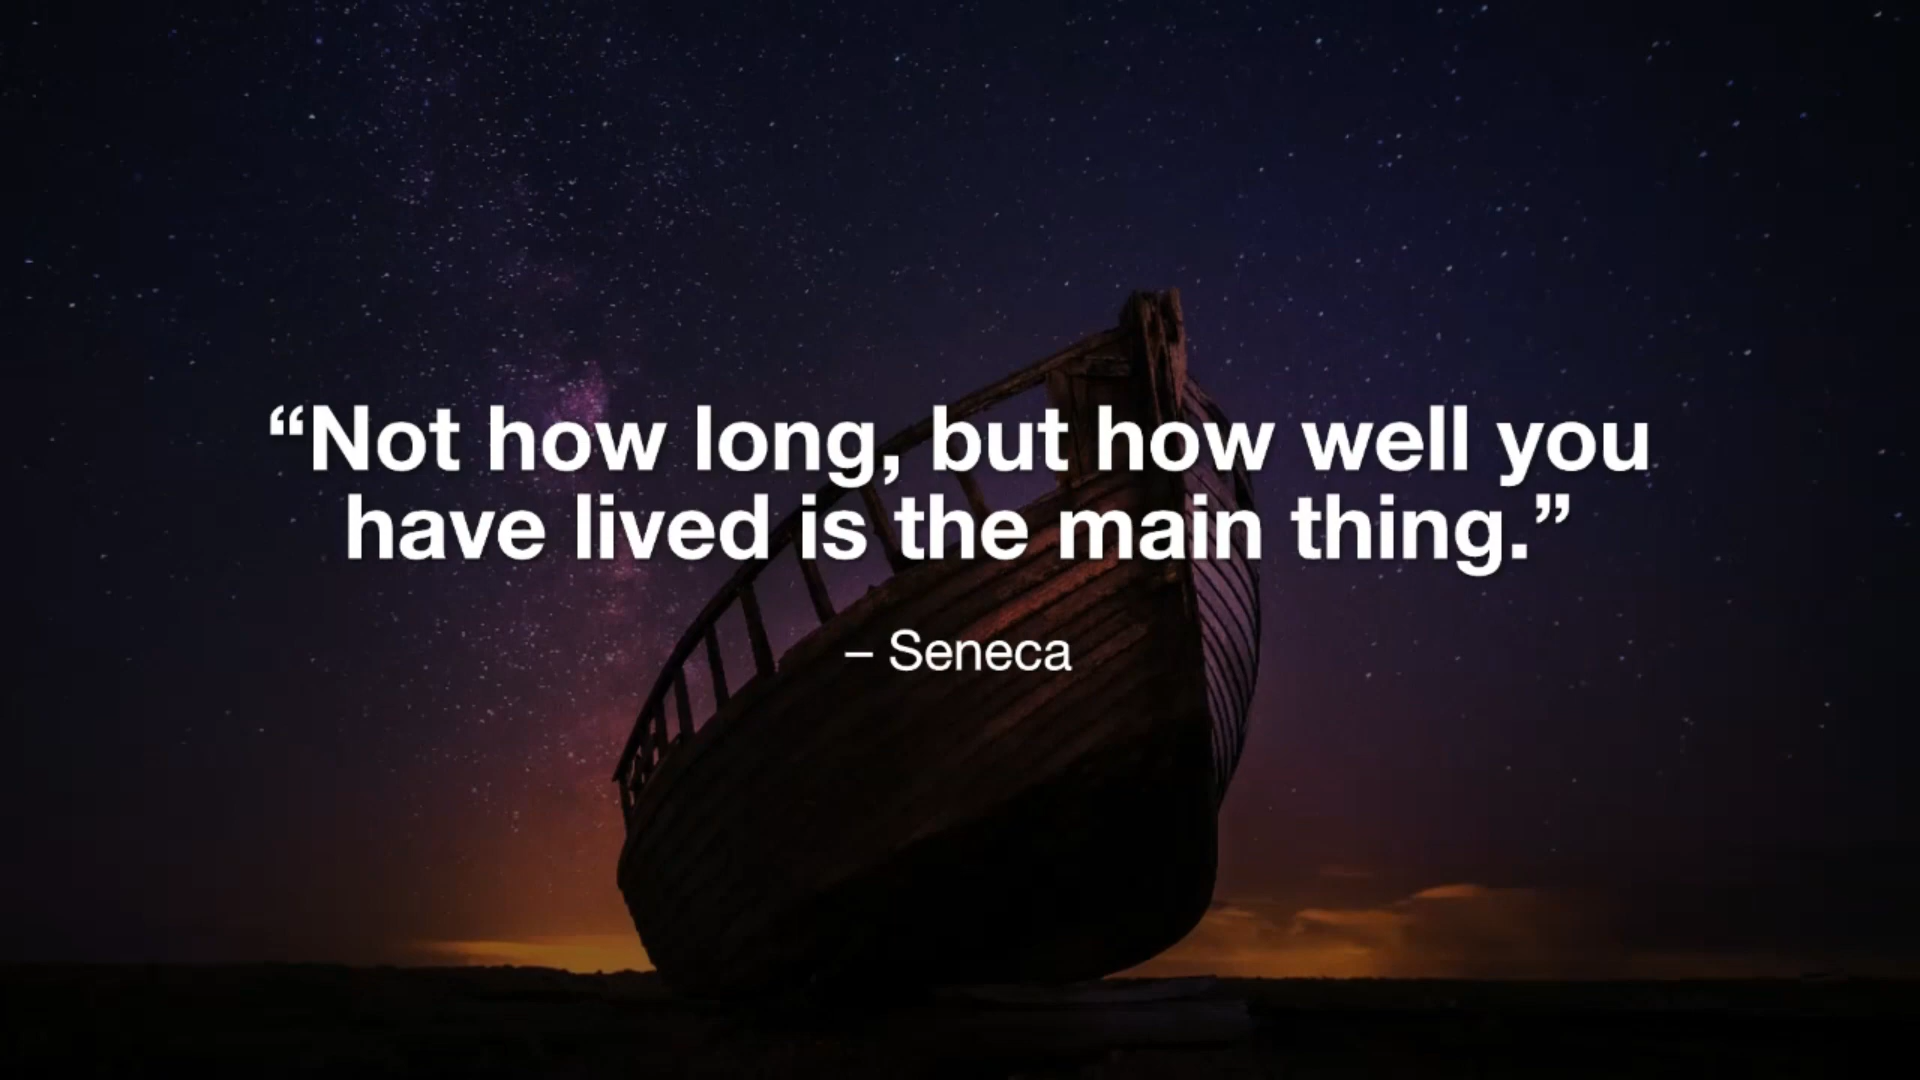 “Not how long, but how well you
have lived is the main thing.”
– Seneca